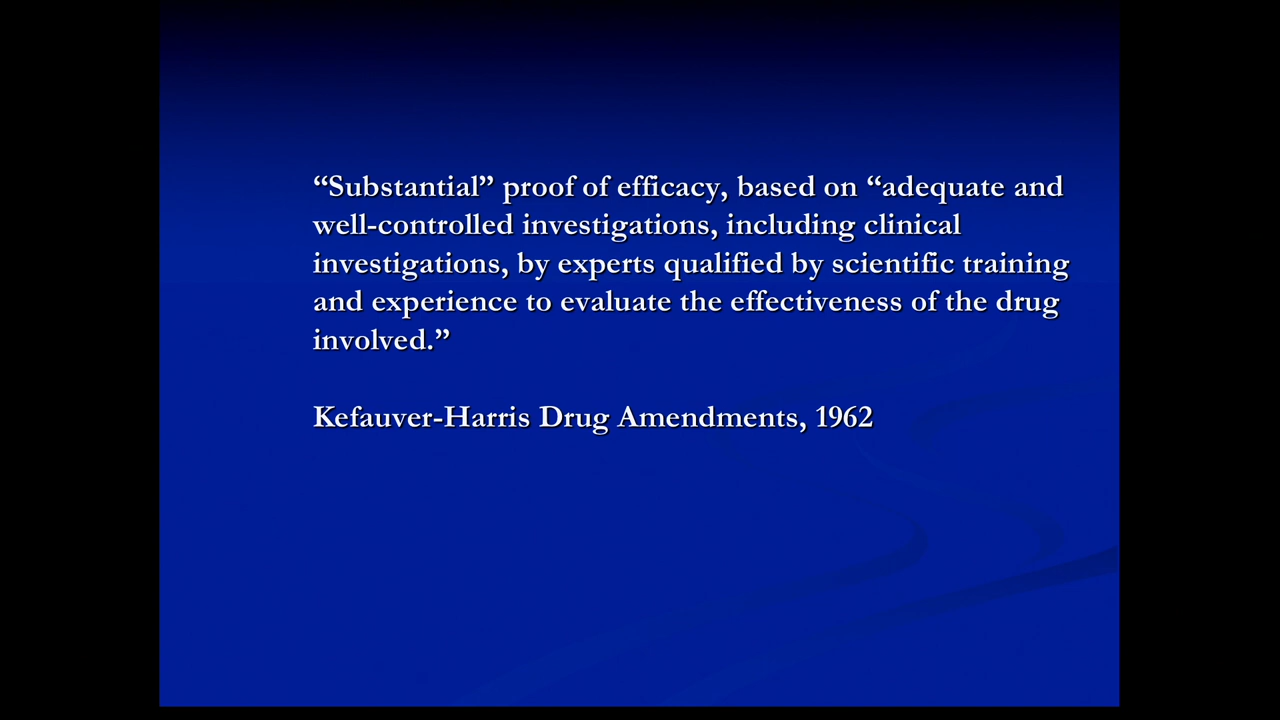 “Substantial” proof of efficacy, based on “adequate and
well-controlled investigations, including clinical
investigations, by experts qualified by scientific training
and experience to evaluate the effectiveness of the drug
involved.”
Kefauver-Harris Drug Amendments, 1962